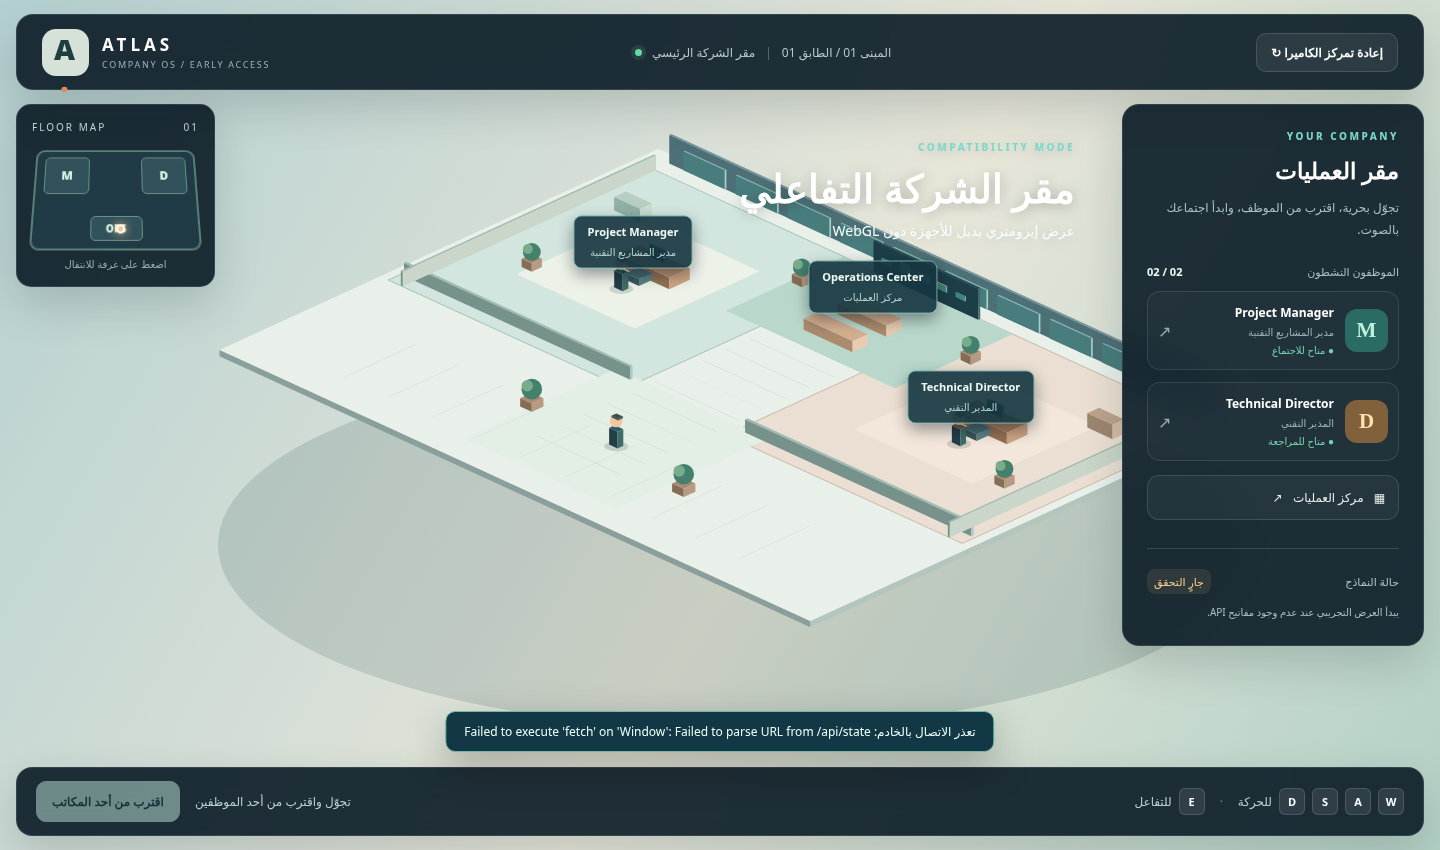 إعادة تمركز الكاميرا ↻
المبنى 01 / الطابق 01
مقر الشركة الرئيسي
A
ATLAS
COMPANY OS / EARLY ACCESS
FLOOR MAP 01
M
D
اضغط على غرفة للانتقال
COMPATIBILITY MODE
مقر الشركة التفاعلي
عرض إيزومتري بديل للأجهزة دون WebGL
Project Manager
مدير المشاريع التقنية
Operations Center
مركز العمليات
Technical Director
المدير التقني
YOUR COMPANY
مقر العمليات
تجوّل بحرية، اقترب من الموظف، وابدأ اجتماعك
بالصوت.
الموظفون النشطون 02 / 02
M
Project Manager
مدير المشاريع التقنية
● متاح للاجتماع
↗
D
Technical Director
المدير التقني
● متاح للمراجعة
↗
▦ مركز العمليات ↗
حالة النماذج
جارٍ التحقق
يبدأ العرض التجريبي عند عدم وجود مفاتيح API.
تعذر الاتصال بالخادم: Failed to execute 'fetch' on 'Window': Failed to parse URL from /api/state
W A S D للحركة · E للتفاعل
تجوّل واقترب من أحد الموظفين
اقترب من أحد المكاتب